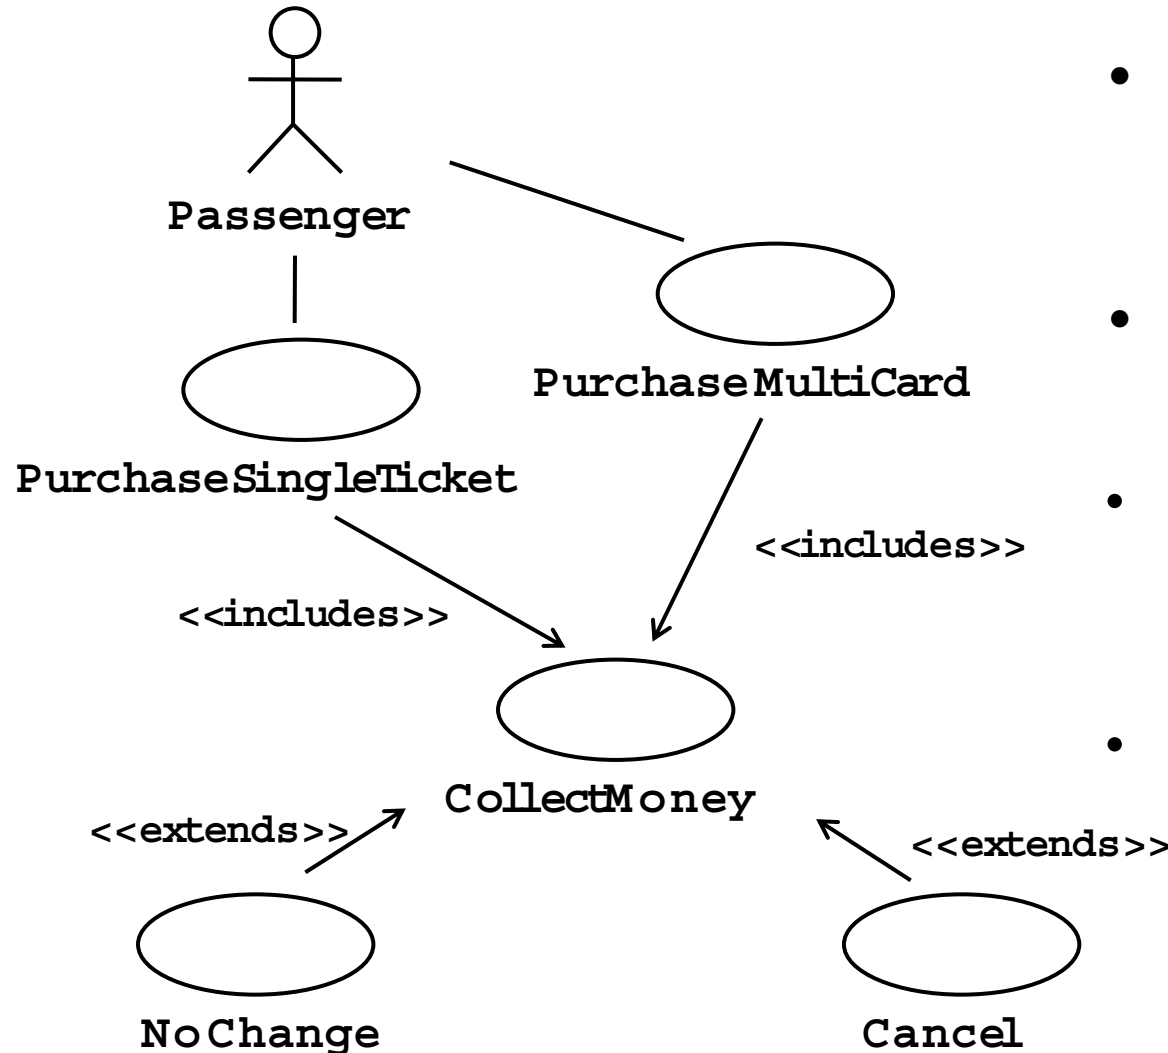 Passenger
PurchaseMultiCard
PurchaseSingleTicket
<<includes>>
<<includes>>
CollectMoney
<<extends>>
<<extends>>
NoChange
Cancel